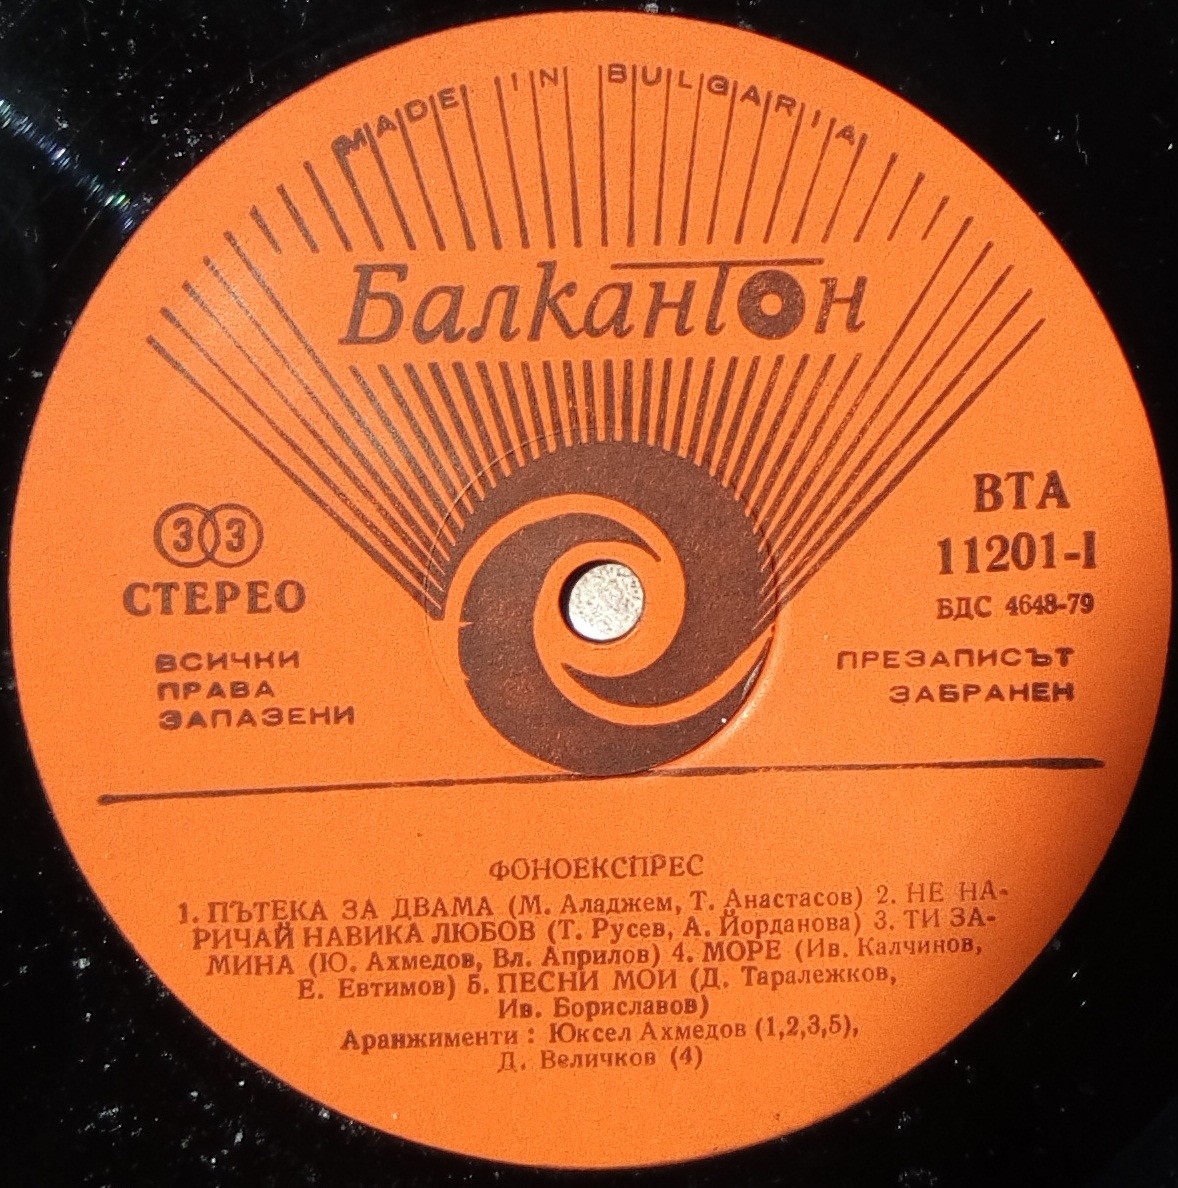 MADE IN BULGARIA
Балкантон
33
СТЕРЕО
ВСИЧКИ
ПРАВА
ЗАПАЗЕНИ
ВТА
11201-I
БДС 4648-79
ПРЕЗАПИСЪТ
ЗАБРАНЕН
ФОНОЕКСПРЕС
1. ПЪТЕКА ЗА ДВАМА (М. Аладжем, Т. Анастасов) 2. НЕ НА-
РИЧАЙ НАВИКА ЛЮБОВ (Т. Русев, А. Йорданова) 3. ТИ ЗА-
МИНА (Ю. Ахмедов, Вл. Априлов) 4. МОРЕ (Ив. Калчинов,
Е. Евтимов) 5. ПЕСНИ МОИ (Д. Таралежков,
Ив. Бориславов)
Аранжименти : Юксел Ахмедов (1,2,3,5),
Д. Величков (4)